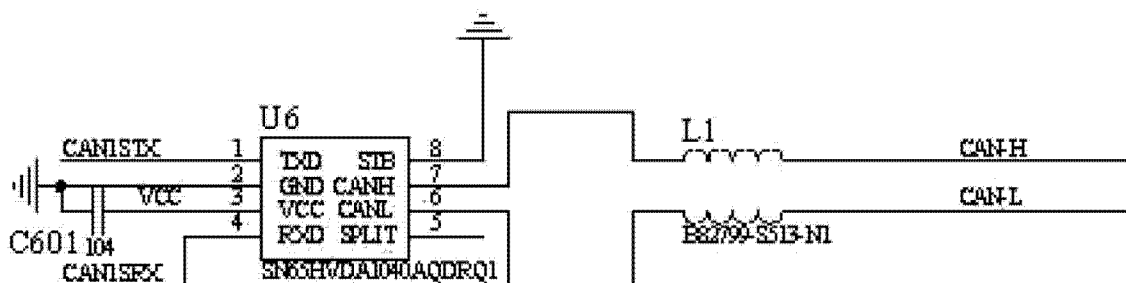 U6
L1
CAN1STX 1 TXD STB 8 CAN-H
2 GND CANH 7
VCC 3 VCC CANL 6 CAN-L
4 RXD SPLIT 5 B82799-S513-N1
C601 104
CAN1SRX SN65HVDA1040AQDRQ1